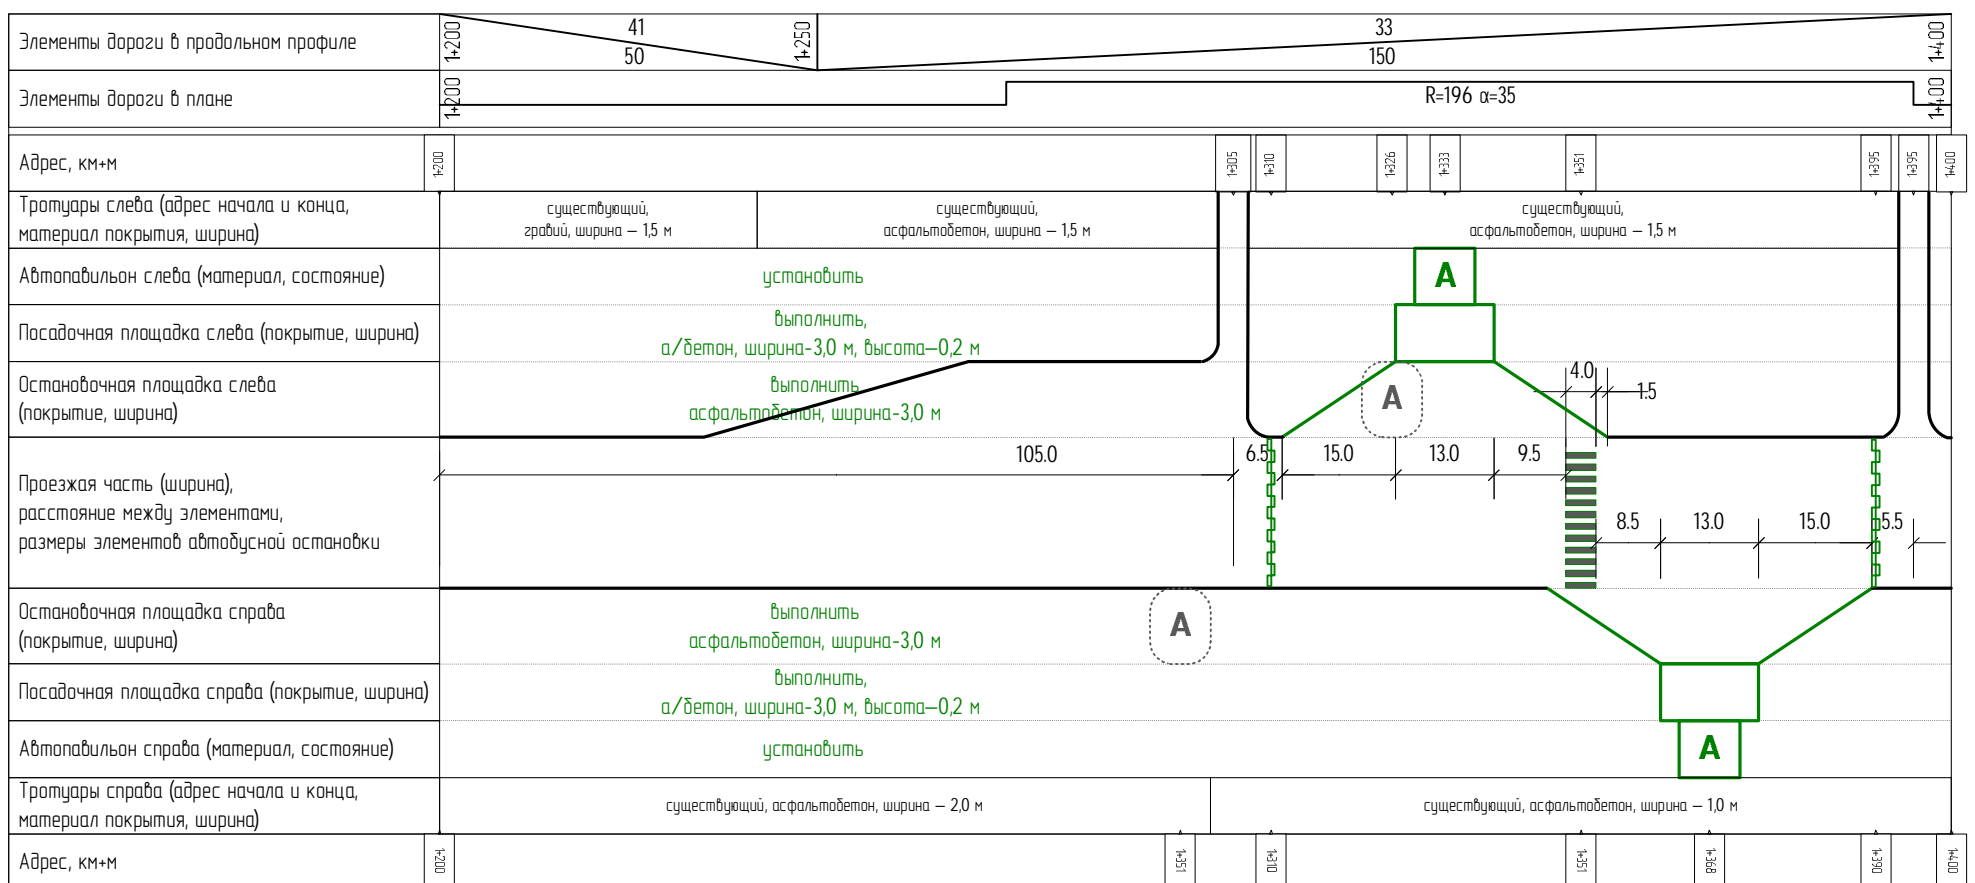 Элементы дороги в продольном профиле
1+200
41
50
1+250
33
150
1+400
Элементы дороги в плане
1+200
R=196 α=35
1+400
Адрес, км+м
1+200
1+305
1+310
1+326
1+333
1+351
1+395
1+395
1+400
Тротуары слева (адрес начала и конца,
материал покрытия, ширина)
существующий,
гравий, ширина – 1,5 м
существующий,
асфальтобетон, ширина – 1,5 м
существующий,
асфальтобетон, ширина – 1,5 м
Автопавильон слева (материал, состояние)
установить
А
Посадочная площадка слева (покрытие, ширина)
выполнить,
а/бетон, ширина-3,0 м, высота–0,2 м
Остановочная площадка слева
(покрытие, ширина)
выполнить
асфальтобетон, ширина-3,0 м
А
4.0
1.5
Проезжая часть (ширина),
расстояние между элементами,
размеры элементов автобусной остановки
105.0
6.5
15.0
13.0
9.5
8.5
13.0
15.0
5.5
Остановочная площадка справа
(покрытие, ширина)
выполнить
асфальтобетон, ширина-3,0 м
А
Посадочная площадка справа (покрытие, ширина)
выполнить,
а/бетон, ширина-3,0 м, высота–0,2 м
Автопавильон справа (материал, состояние)
установить
А
Тротуары справа (адрес начала и конца,
материал покрытия, ширина)
существующий, асфальтобетон, ширина – 2,0 м
существующий, асфальтобетон, ширина – 1,0 м
Адрес, км+м
1+200
1+351
1+310
1+351
1+368
1+390
1+400